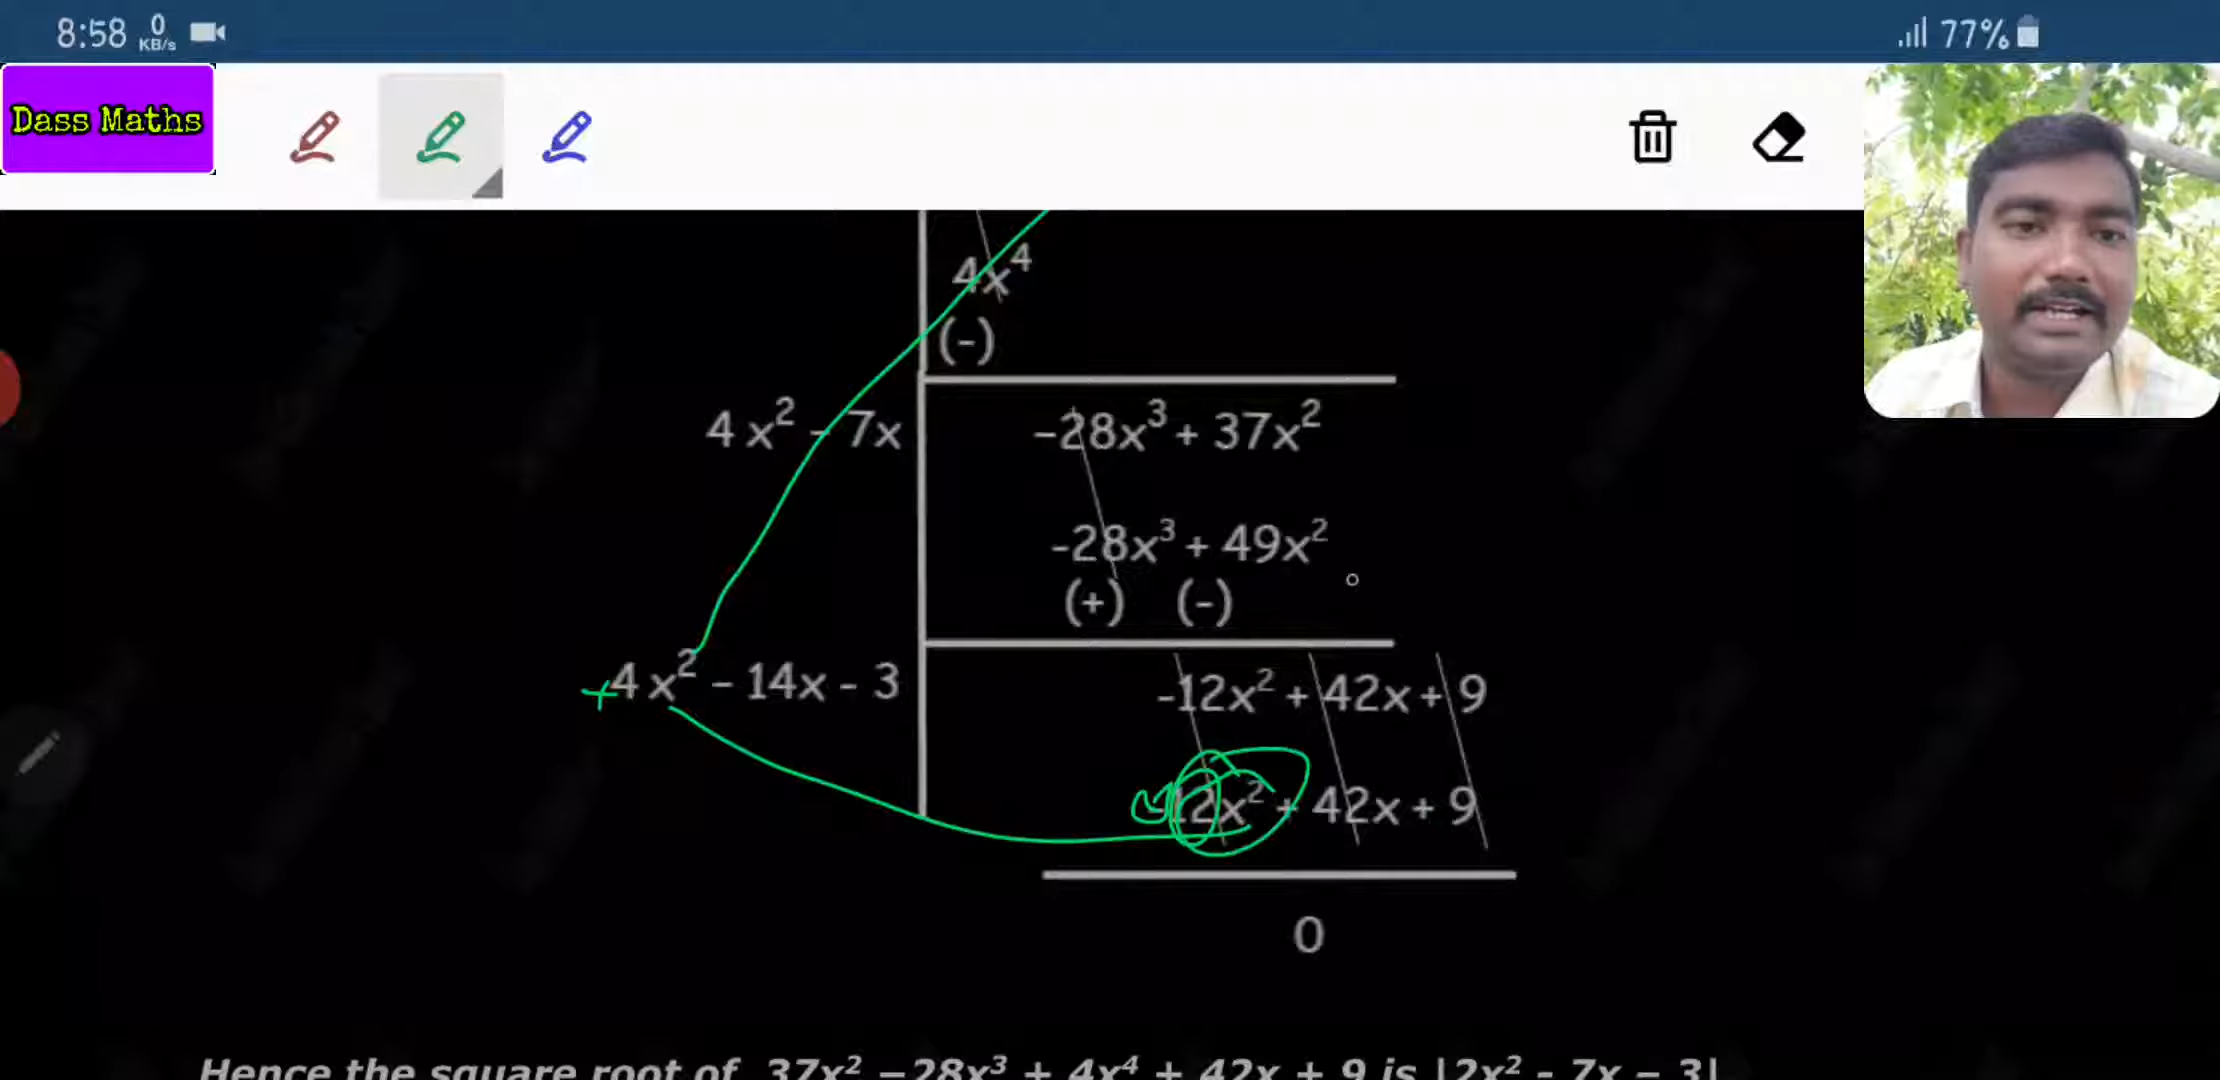 8:58 0 KB/s 77%
Dass Maths
4x⁴
(-)
4x² - 7x -28x³ + 37x²
-28x³ + 49x²
(+) (-)
+4x² - 14x - 3 -12x² + 42x + 9
-12x² + 42x + 9
0
Hence the square root of 37x² −28x³ + 4x⁴ + 42x + 9 is |2x² - 7x − 3|